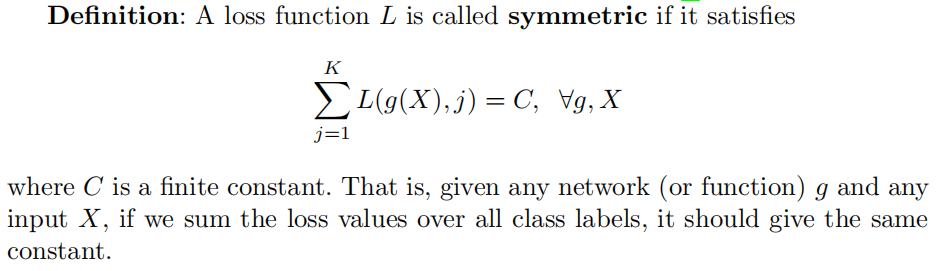 Definition: A loss function L is called symmetric if it satisfies
K
∑ L(g(X), j) = C, ∀g, X
j=1
where C is a finite constant. That is, given any network (or function) g and any
input X, if we sum the loss values over all class labels, it should give the same
constant.